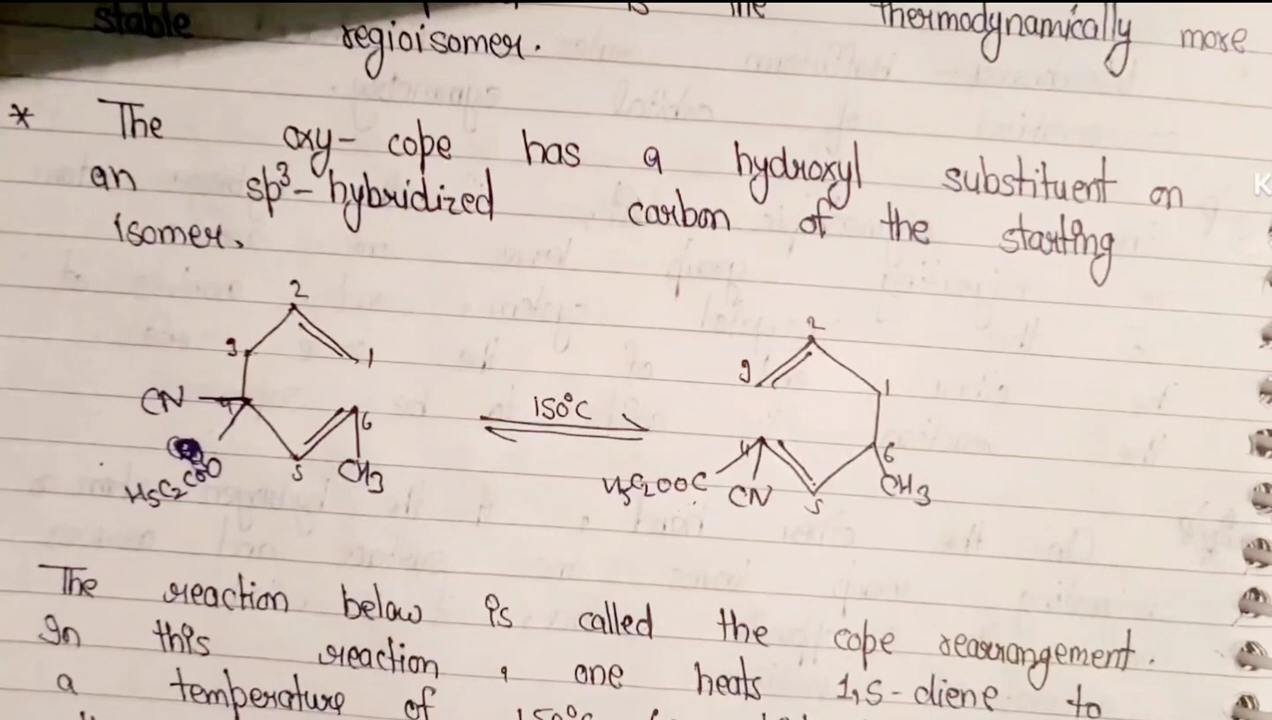 stable is the thermodynamically more
regioisomer.
* The oxy-cope has a hydroxyl substituent on
an sp³-hybridized carbon of the starting
isomer.
2
3 1
CN 4 6
5 CH3
H5C2COO
150°C
2
3 1
4 6
H5C2OOC CN 5 CH3
The reaction below is called the cope rearrangement.
In this reaction, one heats 1,5-diene to
a temperature of 150°C
K